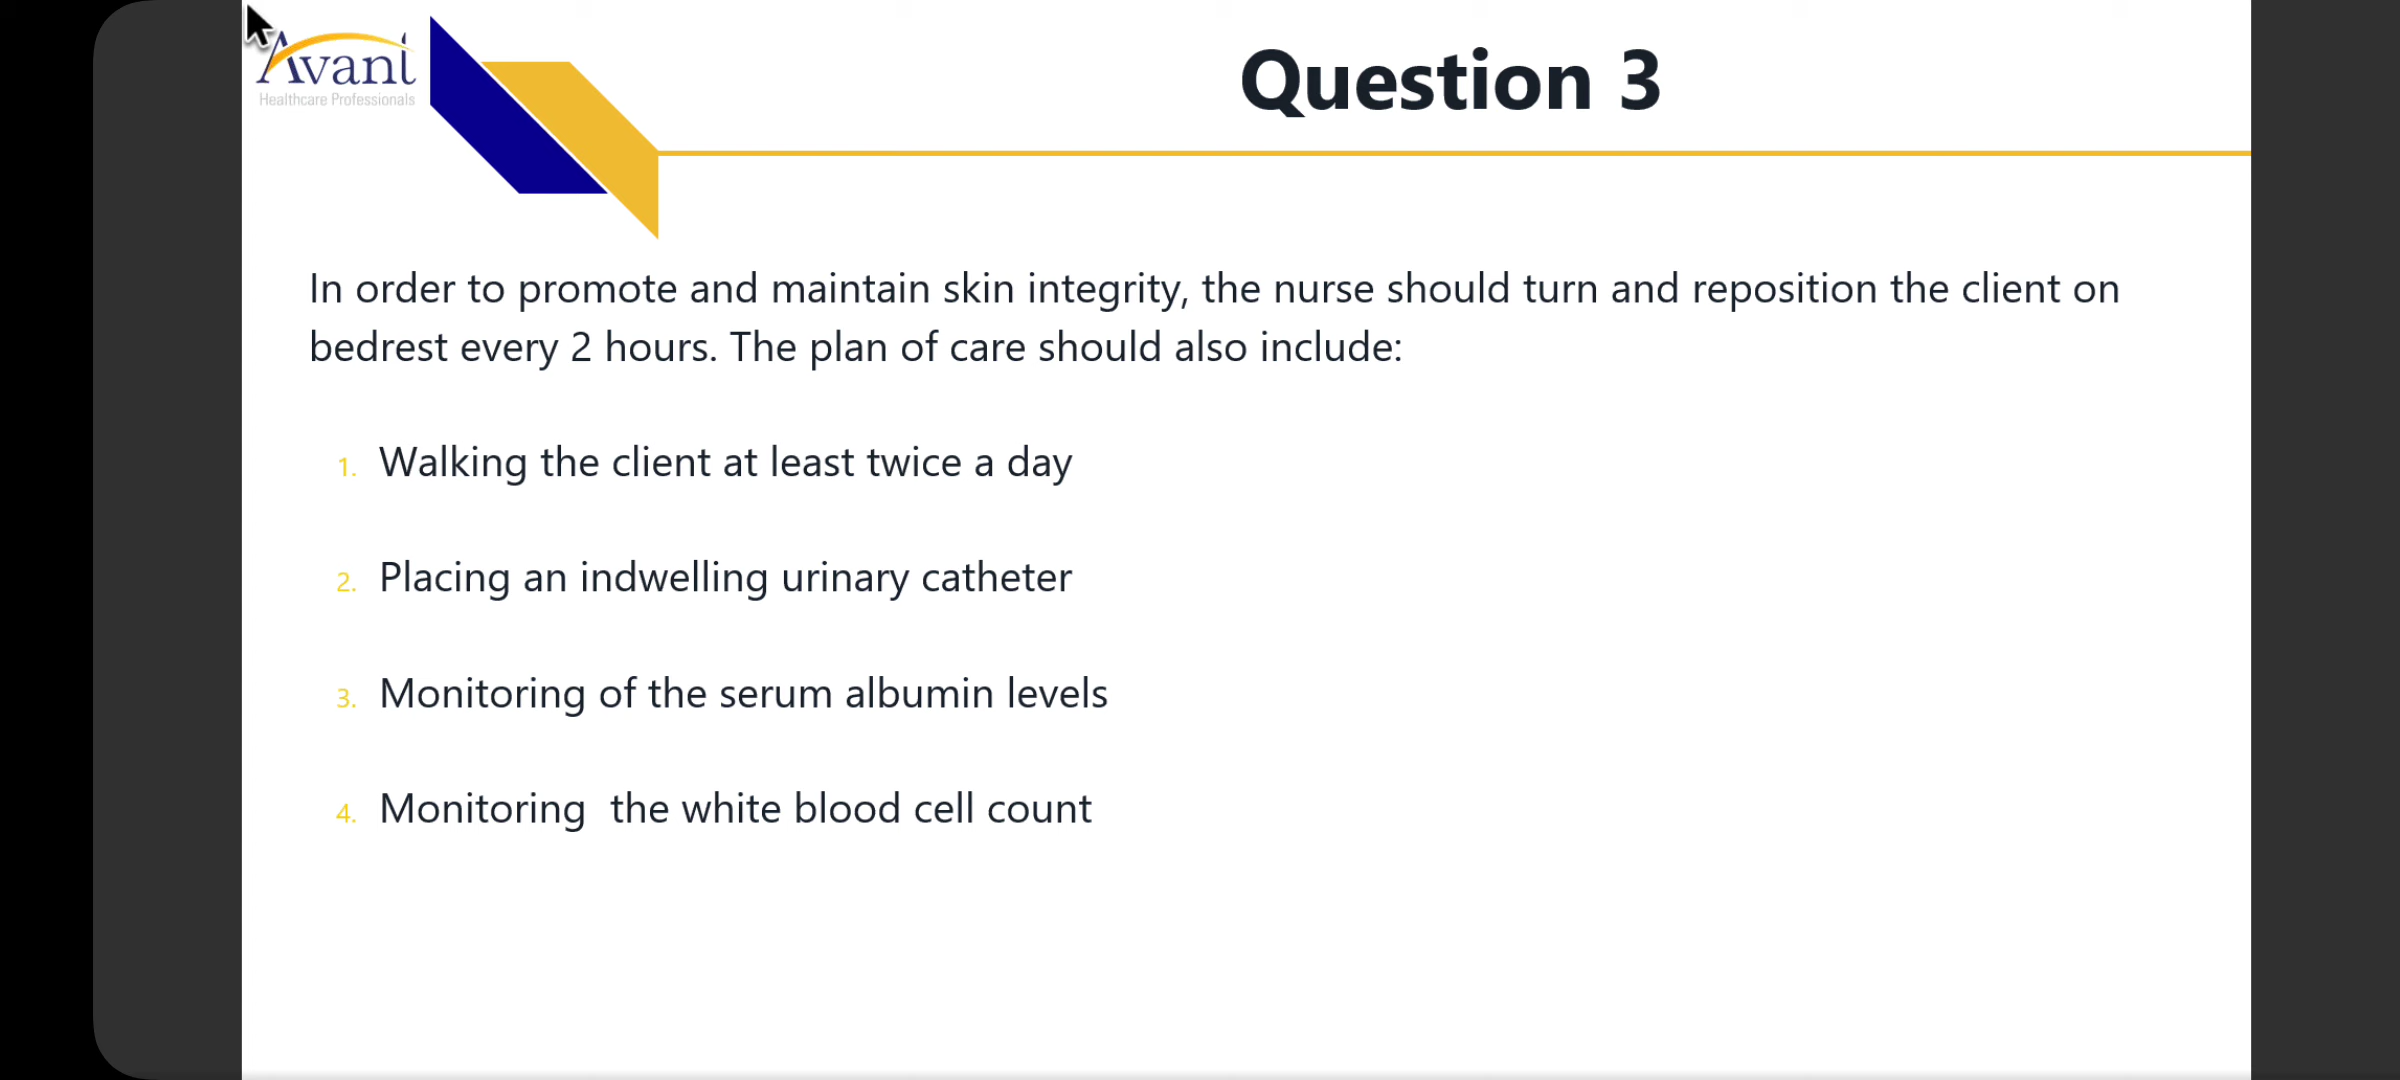 Avant
Healthcare Professionals
Question 3
In order to promote and maintain skin integrity, the nurse should turn and reposition the client on
bedrest every 2 hours. The plan of care should also include:
1. Walking the client at least twice a day
2. Placing an indwelling urinary catheter
3. Monitoring of the serum albumin levels
4. Monitoring  the white blood cell count